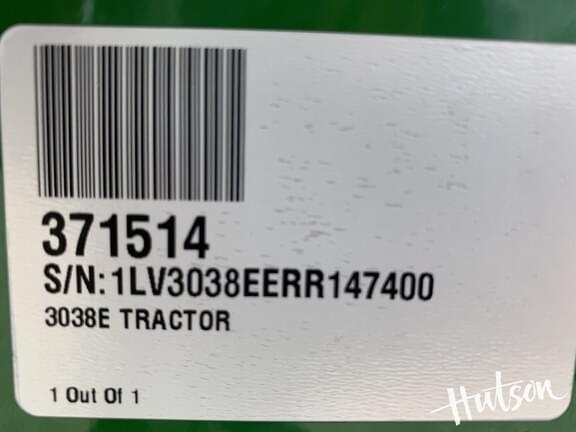 371514
S/N: 1LV3038EERR147400
3038E TRACTOR
1 Out Of 1
Hutson